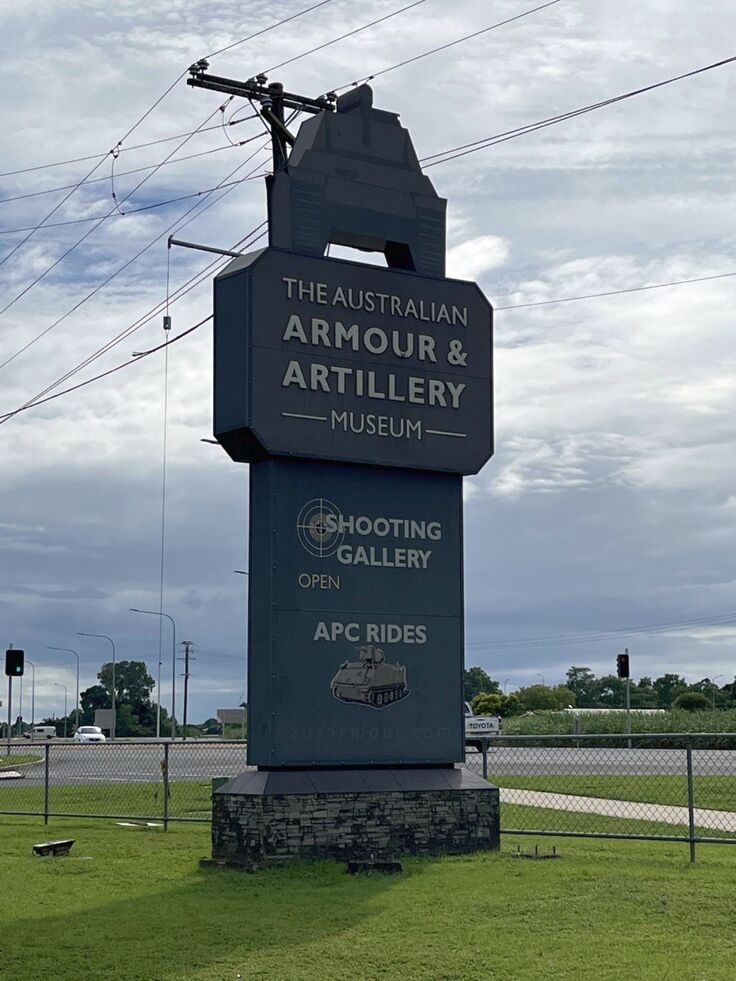 THE AUSTRALIAN
ARMOUR &
ARTILLERY
MUSEUM
SHOOTING
GALLERY
OPEN
APC RIDES
ausarmour.com
TOYOTA